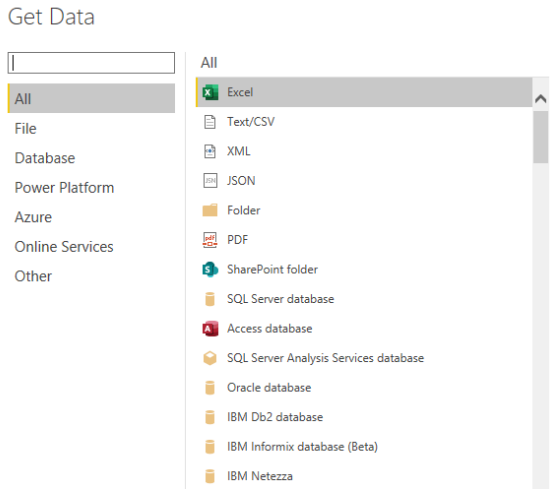 Get Data
All
File
Database
Power Platform
Azure
Online Services
Other
All
Excel
Text/CSV
XML
JSON
Folder
PDF
SharePoint folder
SQL Server database
Access database
SQL Server Analysis Services database
Oracle database
IBM Db2 database
IBM Informix database (Beta)
IBM Netezza